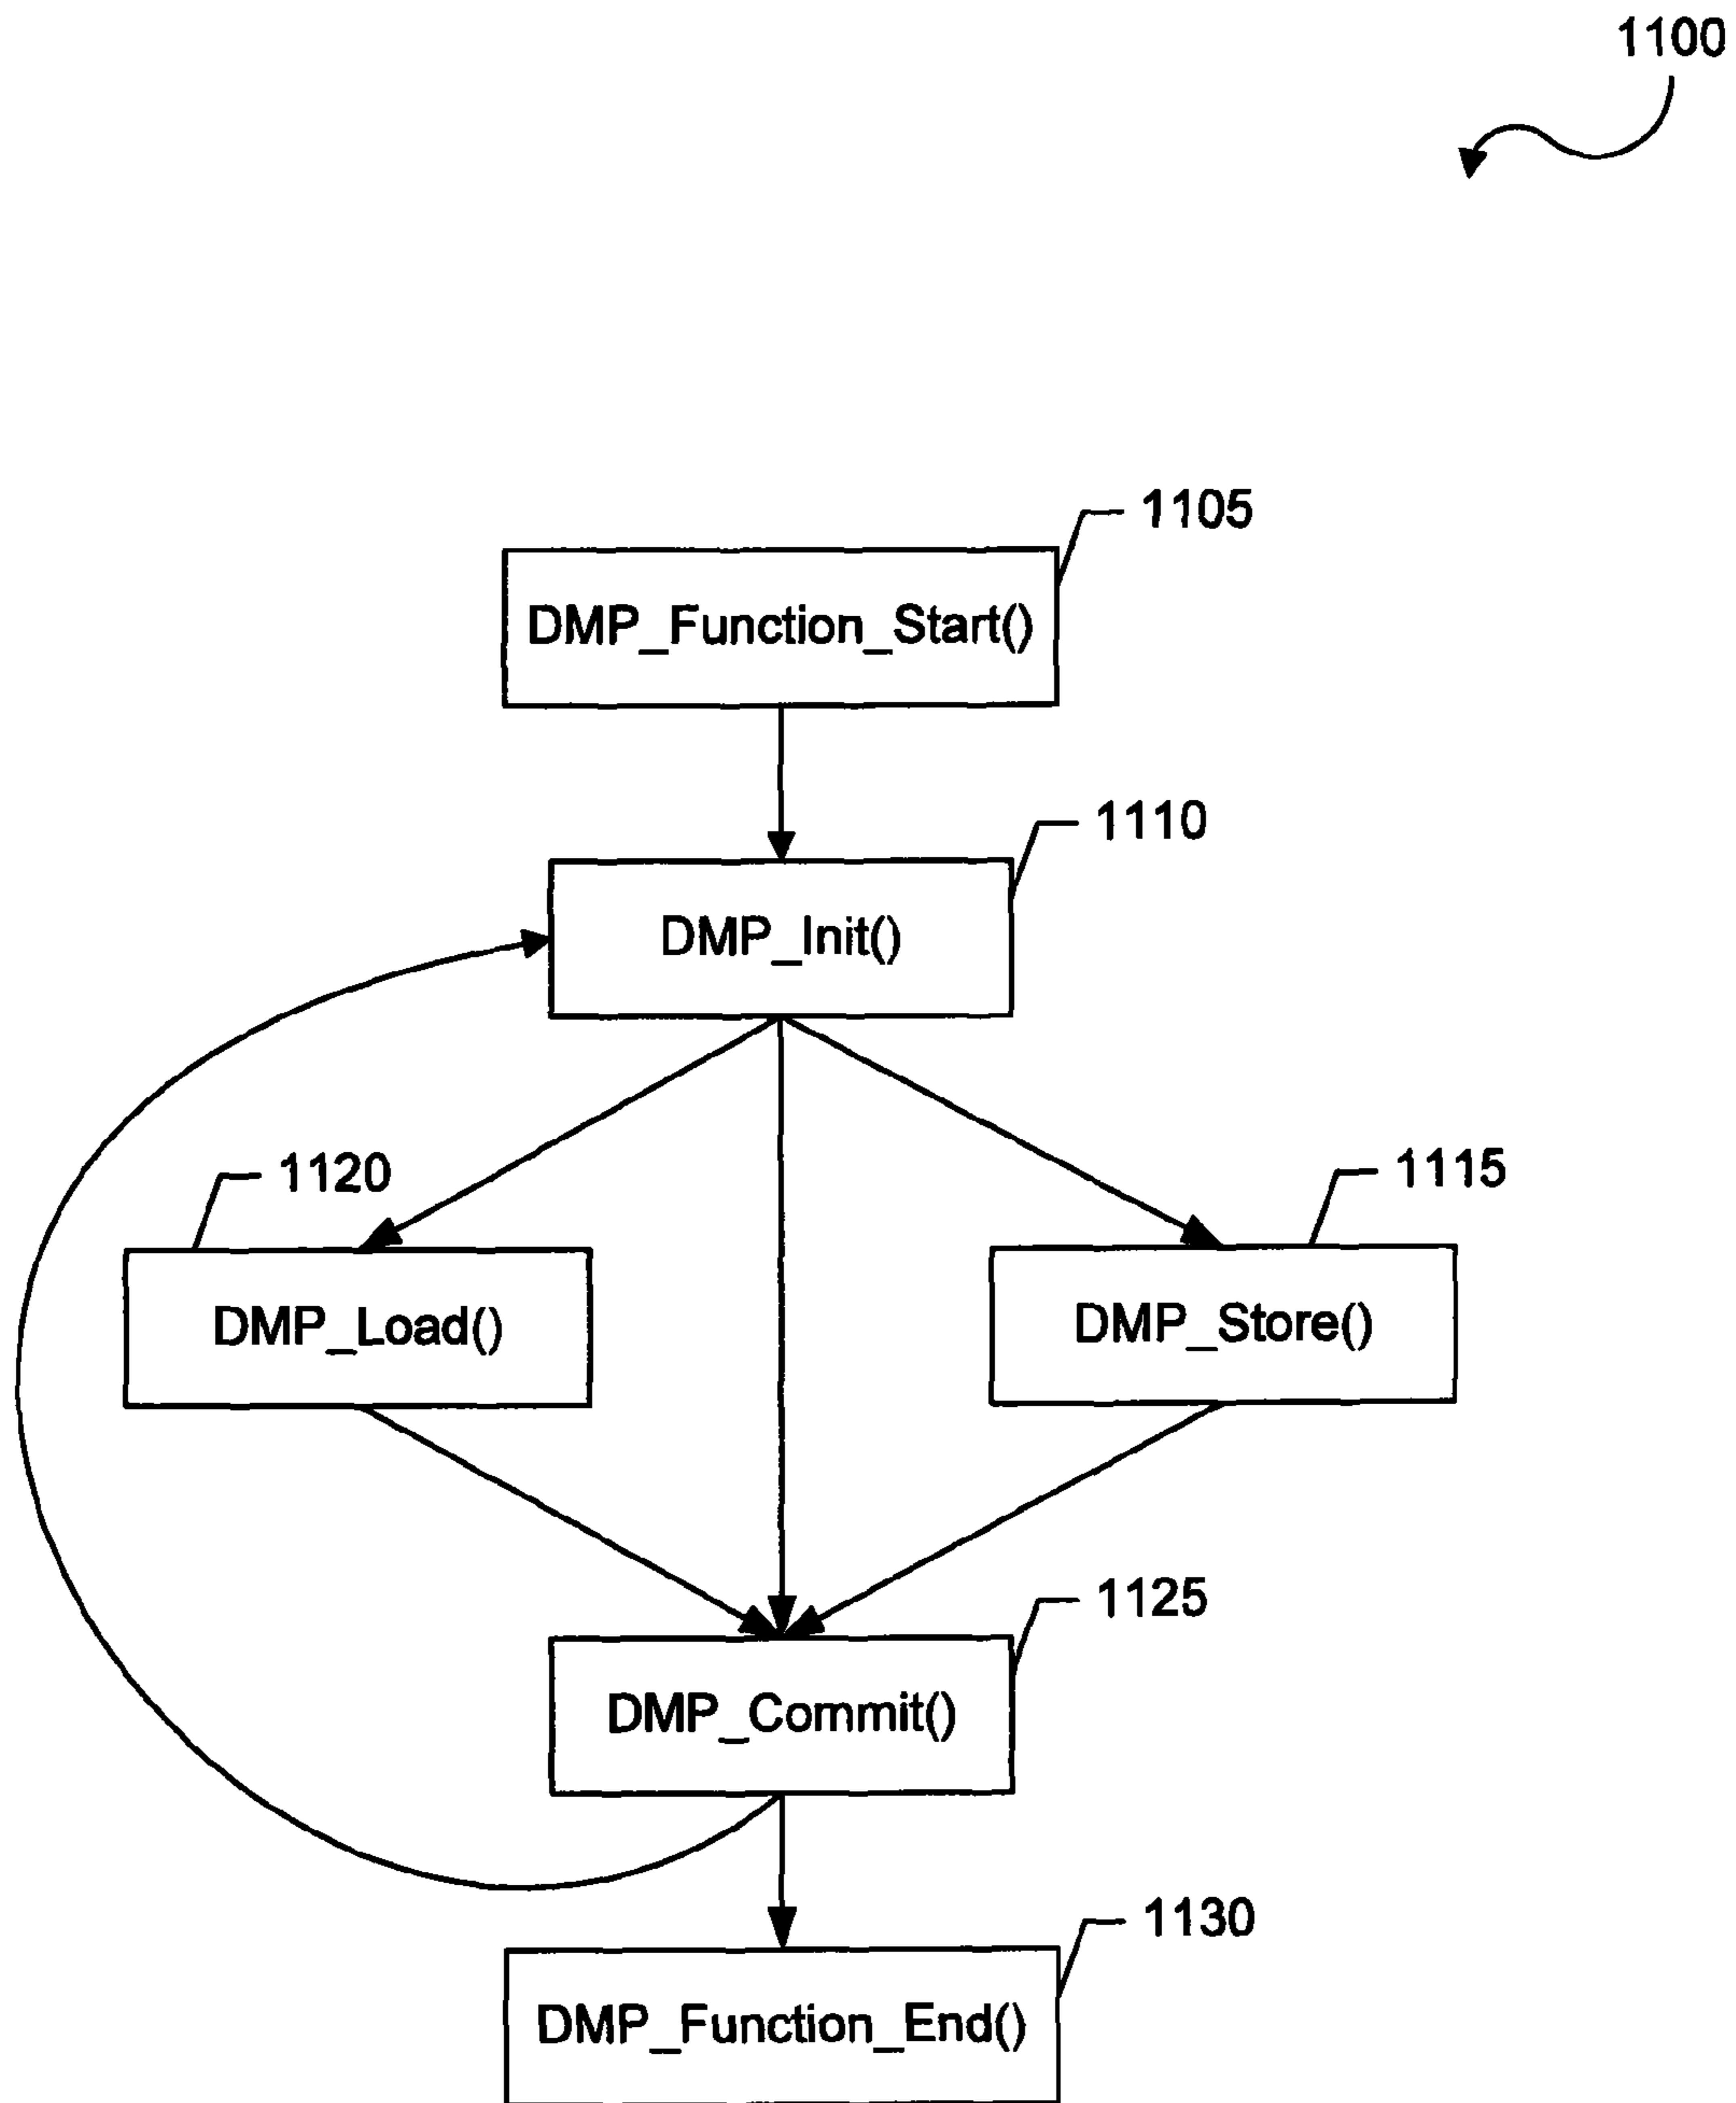 1100
1105
DMP_Function_Start()
1110
DMP_Init()
1120
1115
DMP_Load()
DMP_Store()
1125
DMP_Commit()
1130
DMP_Function_End()